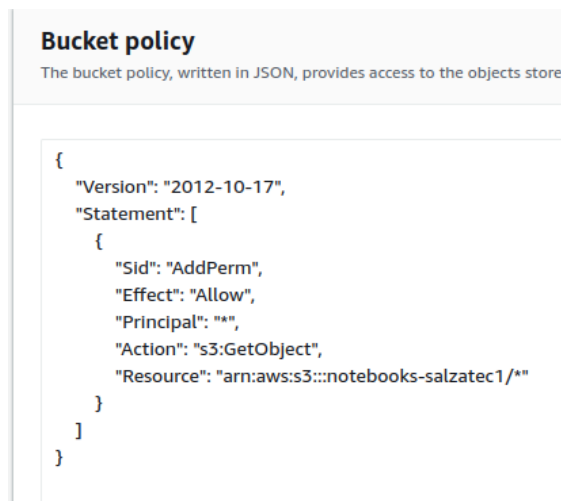 Bucket policy
The bucket policy, written in JSON, provides access to the objects store
{
"Version": "2012-10-17",
"Statement": [
{
"Sid": "AddPerm",
"Effect": "Allow",
"Principal": "*",
"Action": "s3:GetObject",
"Resource": "arn:aws:s3:::notebooks-salzatec1/*"
}
]
}